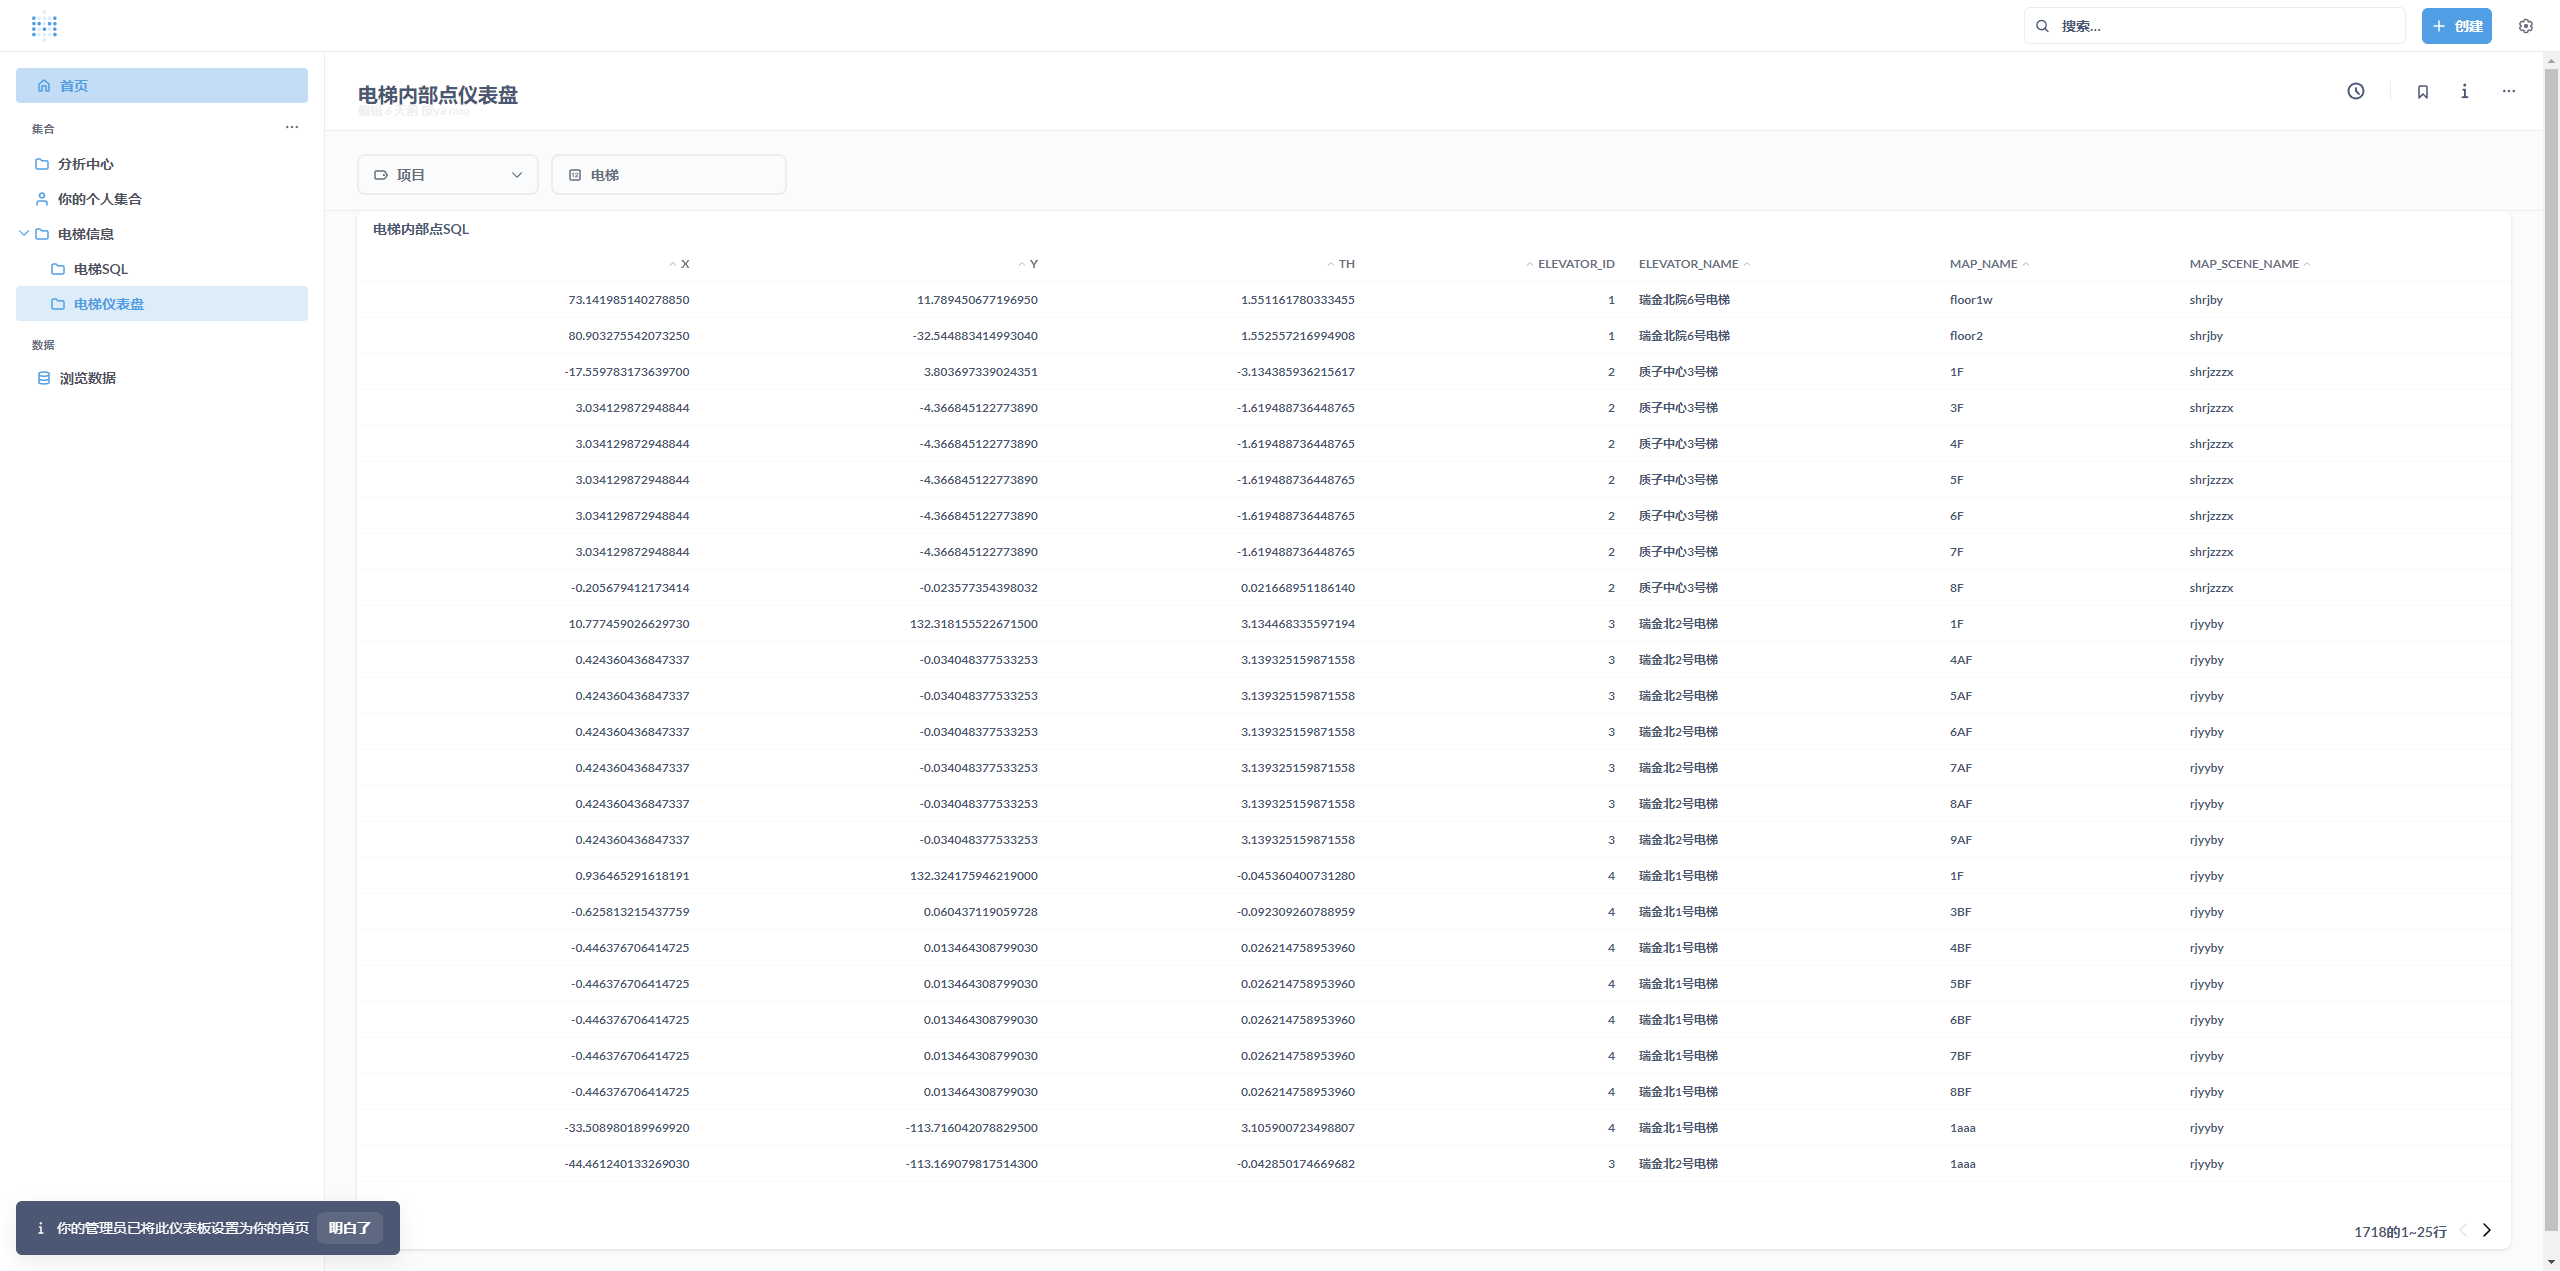 搜索...
创建
首页
集合
分析中心
你的个人集合
电梯信息
电梯SQL
电梯仪表盘
数据
浏览数据
电梯内部点仪表盘
项目
电梯
电梯内部点SQL
X Y TH ELEVATOR_ID ELEVATOR_NAME MAP_NAME MAP_SCENE_NAME
73.141985140278850 11.789450677196950 1.551161780333455 1 瑞金北院6号电梯 floor1w shrjby
80.903275542073250 -32.544883414993040 1.552557216994908 1 瑞金北院6号电梯 floor2 shrjby
-17.559783173639700 3.803697339024351 -3.134385936215617 2 质子中心3号梯 1F shrjzzzx
3.034129872948844 -4.366845122773890 -1.619488736448765 2 质子中心3号梯 3F shrjzzzx
3.034129872948844 -4.366845122773890 -1.619488736448765 2 质子中心3号梯 4F shrjzzzx
3.034129872948844 -4.366845122773890 -1.619488736448765 2 质子中心3号梯 5F shrjzzzx
3.034129872948844 -4.366845122773890 -1.619488736448765 2 质子中心3号梯 6F shrjzzzx
3.034129872948844 -4.366845122773890 -1.619488736448765 2 质子中心3号梯 7F shrjzzzx
-0.205679412173414 -0.023577354398032 0.021668951186140 2 质子中心3号梯 8F shrjzzzx
10.777459026629730 132.318155522671500 3.134468335597194 3 瑞金北2号电梯 1F rjyyby
0.424360436847337 -0.034048377533253 3.139325159871558 3 瑞金北2号电梯 4AF rjyyby
0.424360436847337 -0.034048377533253 3.139325159871558 3 瑞金北2号电梯 5AF rjyyby
0.424360436847337 -0.034048377533253 3.139325159871558 3 瑞金北2号电梯 6AF rjyyby
0.424360436847337 -0.034048377533253 3.139325159871558 3 瑞金北2号电梯 7AF rjyyby
0.424360436847337 -0.034048377533253 3.139325159871558 3 瑞金北2号电梯 8AF rjyyby
0.424360436847337 -0.034048377533253 3.139325159871558 3 瑞金北2号电梯 9AF rjyyby
0.936465291618191 132.324175946219000 -0.045360400731280 4 瑞金北1号电梯 1F rjyyby
-0.625813215437759 0.060437119059728 -0.092309260788959 4 瑞金北1号电梯 3BF rjyyby
-0.446376706414725 0.013464308799030 0.026214758953960 4 瑞金北1号电梯 4BF rjyyby
-0.446376706414725 0.013464308799030 0.026214758953960 4 瑞金北1号电梯 5BF rjyyby
-0.446376706414725 0.013464308799030 0.026214758953960 4 瑞金北1号电梯 6BF rjyyby
-0.446376706414725 0.013464308799030 0.026214758953960 4 瑞金北1号电梯 7BF rjyyby
-0.446376706414725 0.013464308799030 0.026214758953960 4 瑞金北1号电梯 8BF rjyyby
-33.508980189969920 -113.716042078829500 3.105900723498807 4 瑞金北1号电梯 1aaa rjyyby
-44.461240133269030 -113.169079817514300 -0.042850174669682 3 瑞金北2号电梯 1aaa rjyyby
你的管理员已将此仪表板设置为你的首页 明白了
1718的1~25行